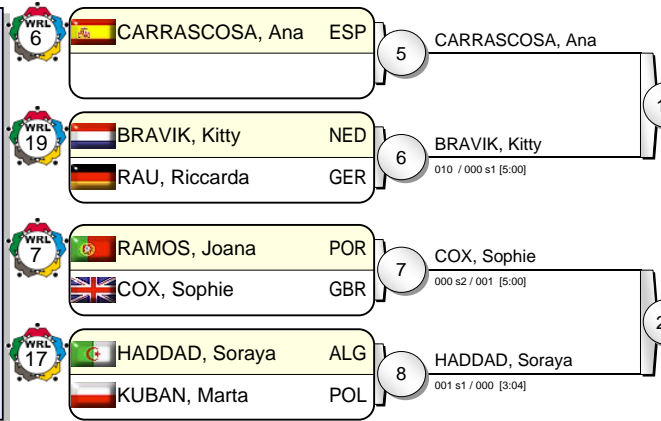 WRL
6
CARRASCOSA, Ana ESP
5
CARRASCOSA, Ana
WRL
19
BRAVIK, Kitty NED
RAU, Riccarda GER
6
BRAVIK, Kitty
010 / 000 s1 [5:00]
WRL
7
RAMOS, Joana POR
COX, Sophie GBR
7
COX, Sophie
000 s2 / 001 [5:00]
WRL
17
HADDAD, Soraya ALG
KUBAN, Marta POL
8
HADDAD, Soraya
001 s1 / 000 [3:04]